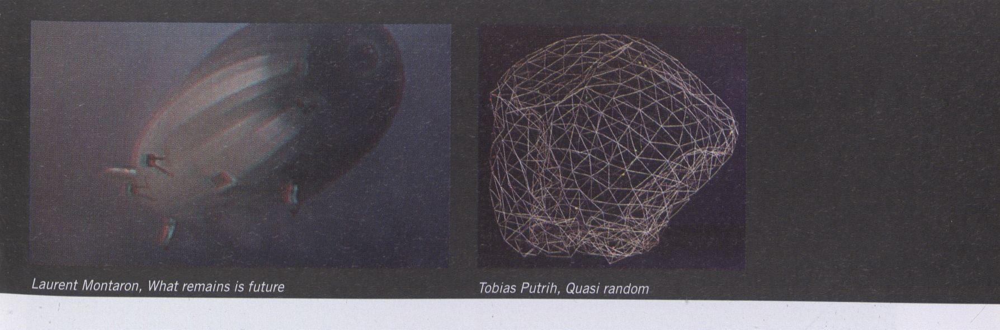 Laurent Montaron, What remains is future
Tobias Putrih, Quasi random